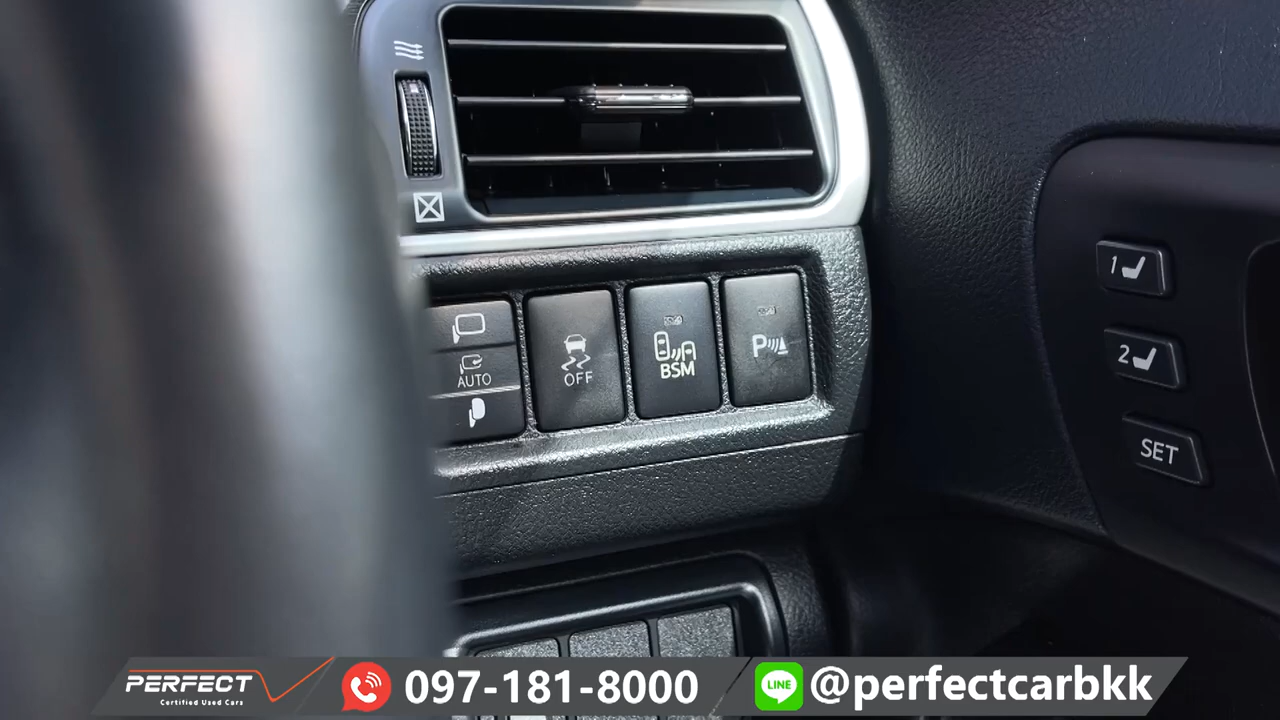 AUTO
OFF
BSM
P
1
2
SET
PERFECT
Certified Used Cars
097-181-8000
LINE
@perfectcarbkk